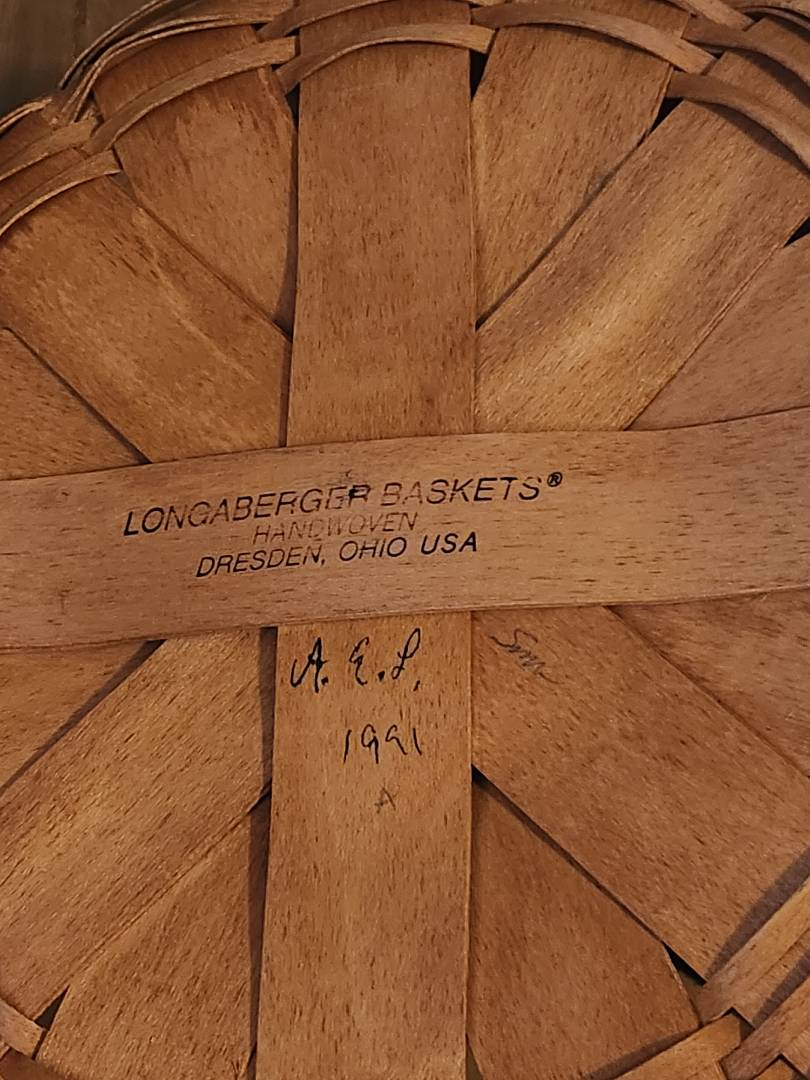 LONGABERGER BASKETS®
HANDWOVEN
DRESDEN, OHIO USA
A. E. L.
1991
A